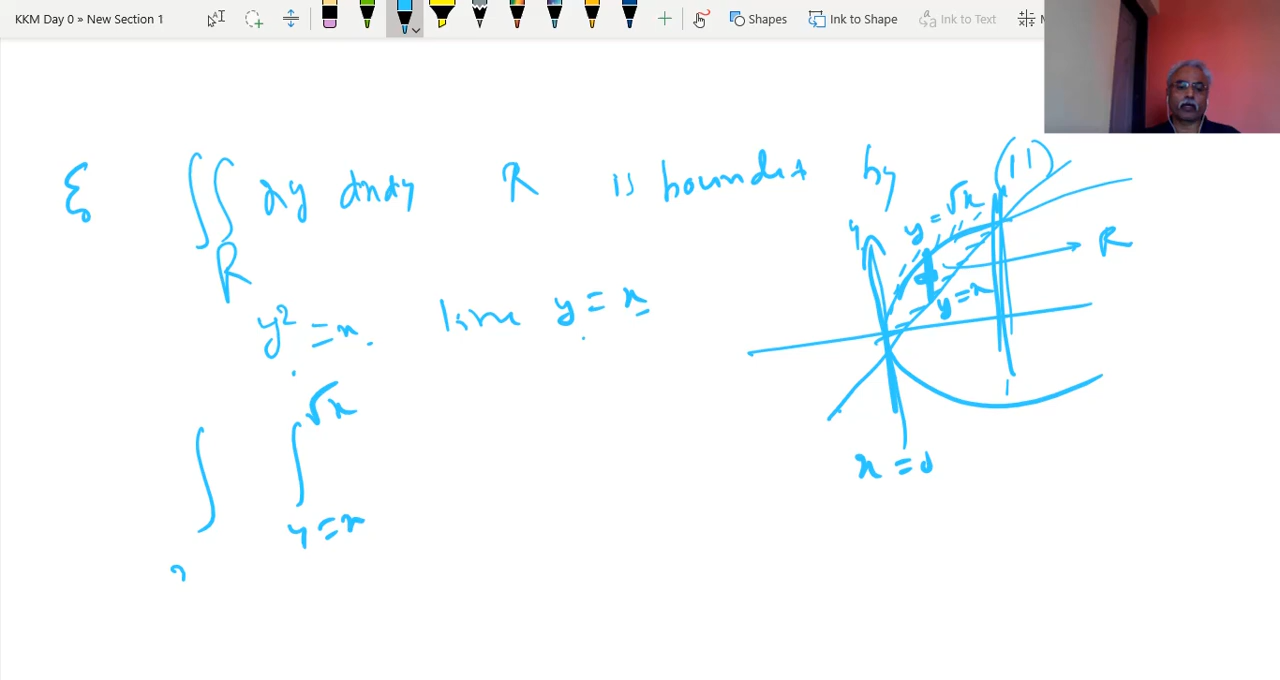 KKM Day 0 » New Section 1
Shapes
Ink to Shape
Ink to Text
∬ xy dxdy R is bounded by
R
y² = x. line y = x
(1 1)
y
y = √x
R
y = x
1
x = 0
∫ ∫
√x
y = x